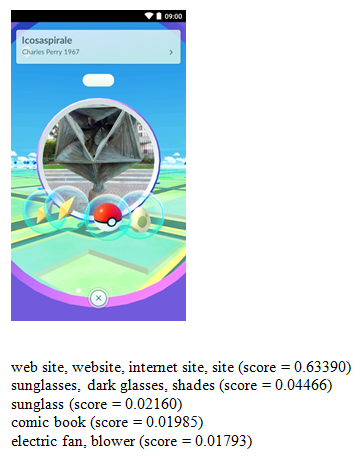 09:00
Icosaspirale
Charles Perry 1967
web site, website, internet site, site (score = 0.63390)
sunglasses, dark glasses, shades (score = 0.04466)
sunglass (score = 0.02160)
comic book (score = 0.01985)
electric fan, blower (score = 0.01793)